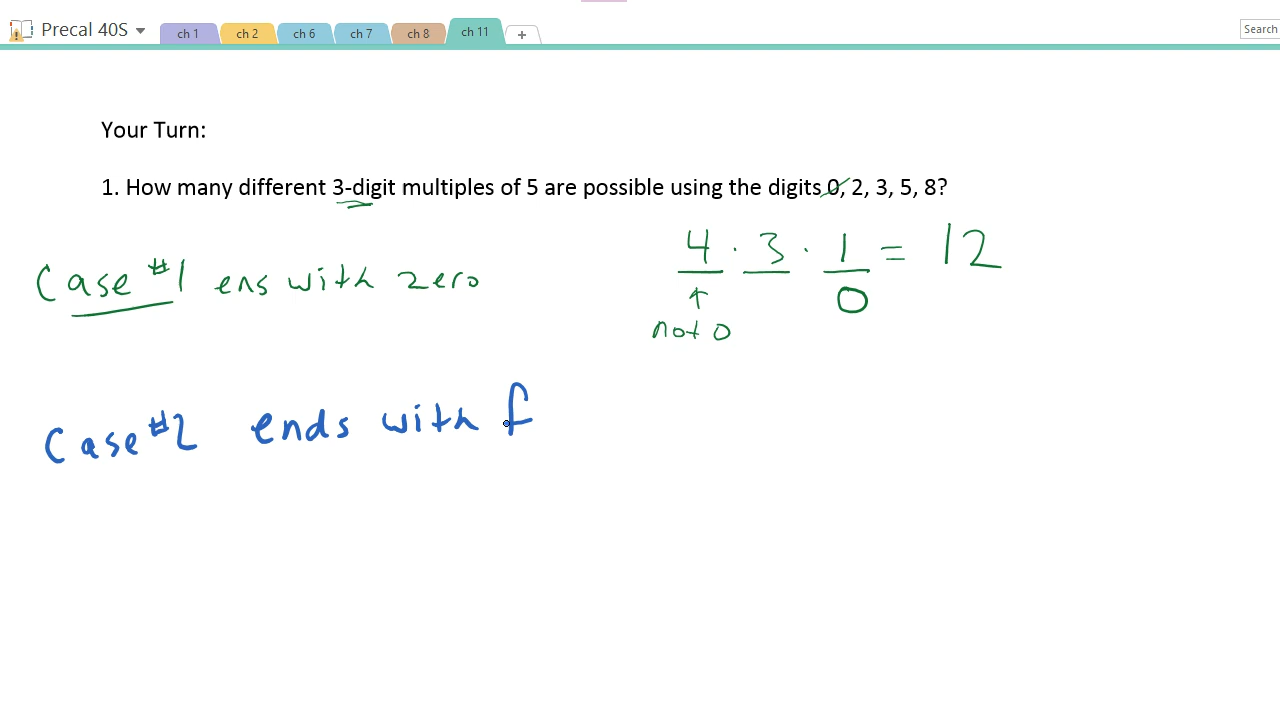 Precal 40S
ch 1
ch 2
ch 6
ch 7
ch 8
ch 11
+
Search
Your Turn:
1. How many different 3-digit multiples of 5 are possible using the digits 0, 2, 3, 5, 8?
4 · 3 · 1 = 12
Case #1 ens with zero
↑ 0
not 0
Case #2 ends with f